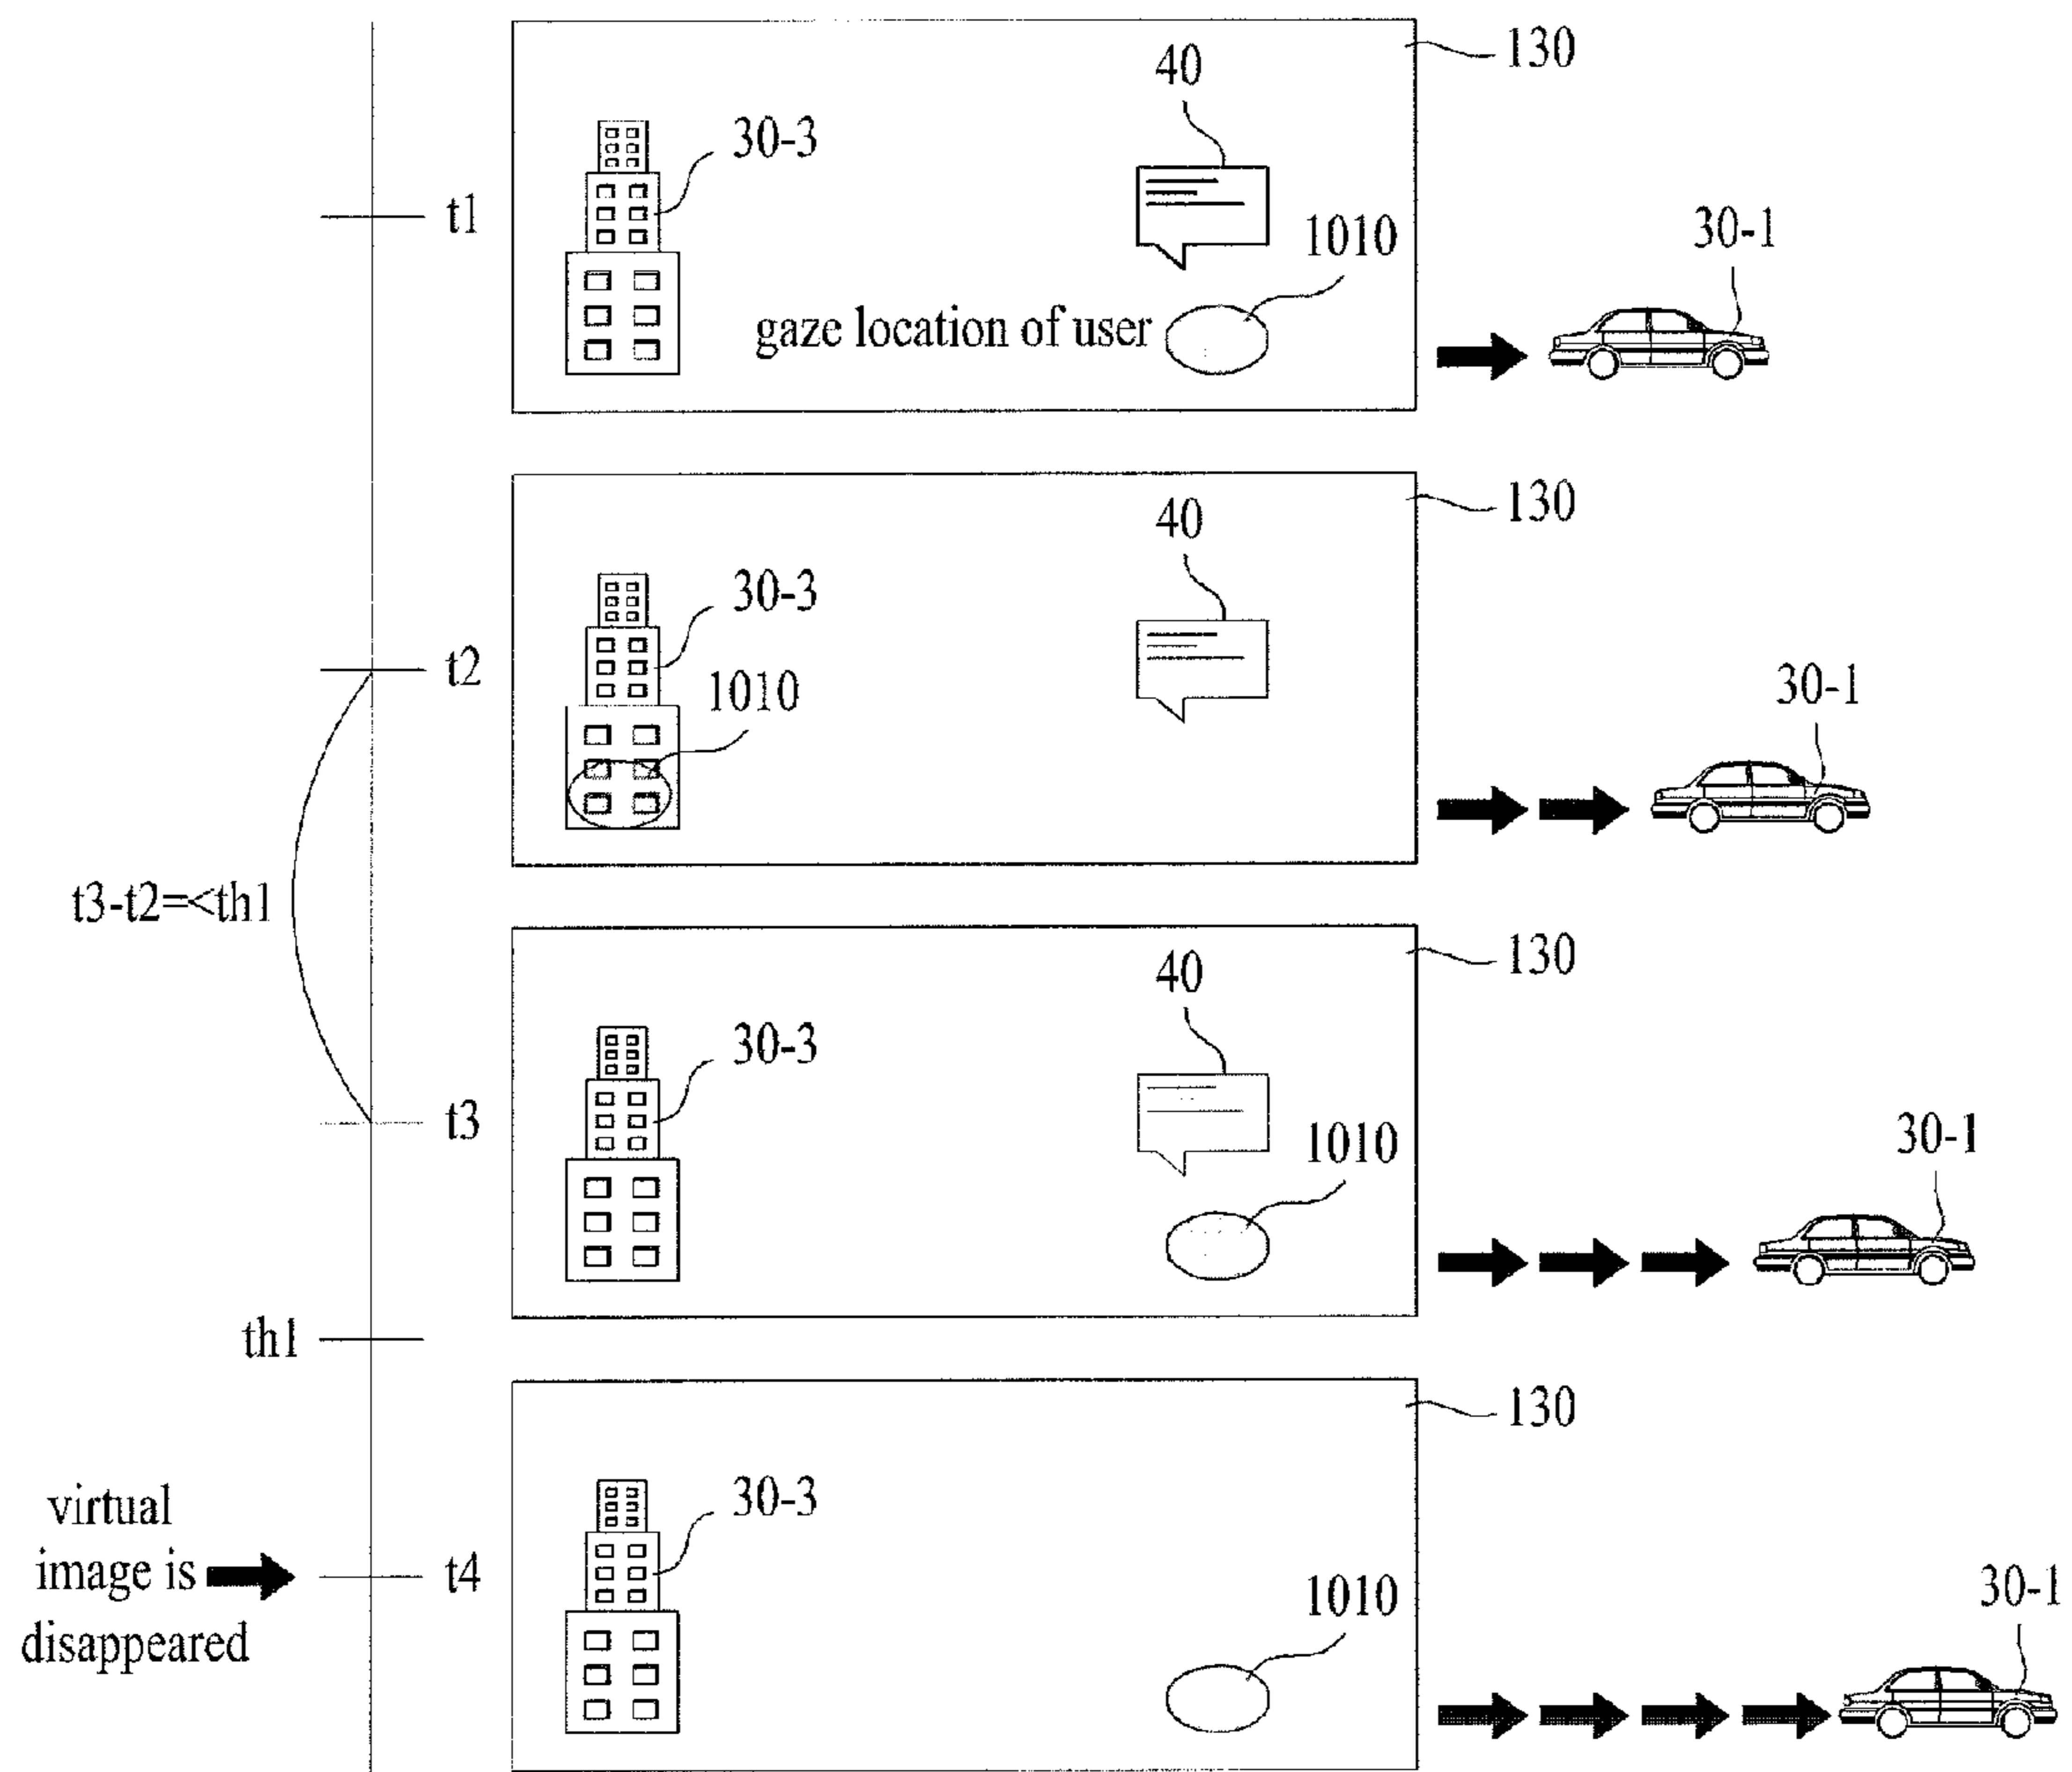 130
40
30-3
t1
1010
30-1
gaze location of user
130
40
30-3
t2
1010
30-1
t3-t2=<th1
130
40
30-3
t3
1010
30-1
th1
130
30-3
virtual
image is
disappeared
t4
1010
30-1